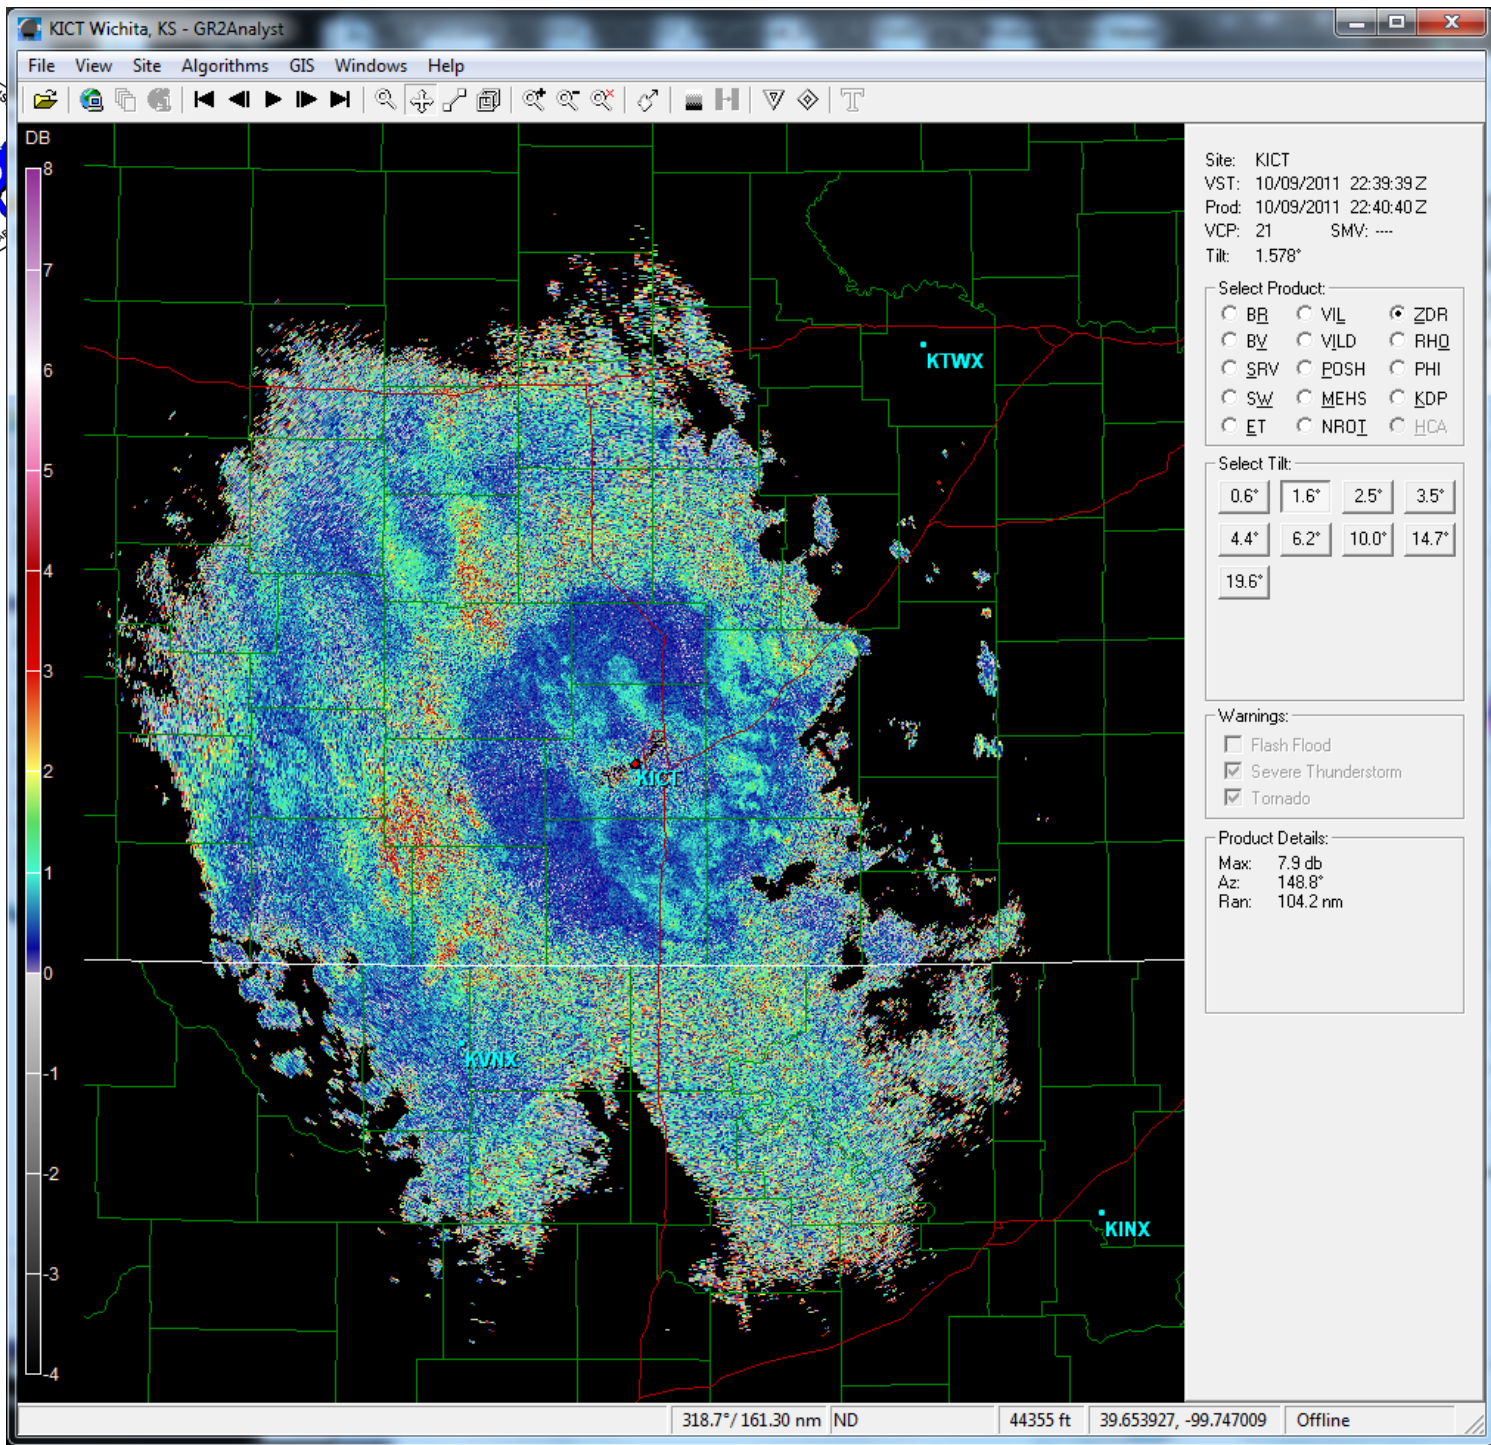 KICT Wichita, KS - GR2Analyst
File View Site Algorithms GIS Windows Help
DB
8
7
6
5
4
3
2
1
0
-1
-2
-3
-4
KTWX
KICT
KVNX
KINX
Site: KICT
VST: 10/09/2011 22:39:39 Z
Prod: 10/09/2011 22:40:40 Z
VCP: 21 SMV: ----
Tilt: 1.578°
Select Product:
BR VIL ZDR
BV VILD RHO
SRV POSH PHI
SW MEHS KDP
ET NROT HCA
Select Tilt:
0.6° 1.6° 2.5° 3.5°
4.4° 6.2° 10.0° 14.7°
19.6°
Warnings:
Flash Flood
Severe Thunderstorm
Tornado
Product Details:
Max: 7.9 db
Az: 148.8°
Ran: 104.2 nm
318.7°/ 161.30 nm ND 44355 ft 39.653927, -99.747009 Offline